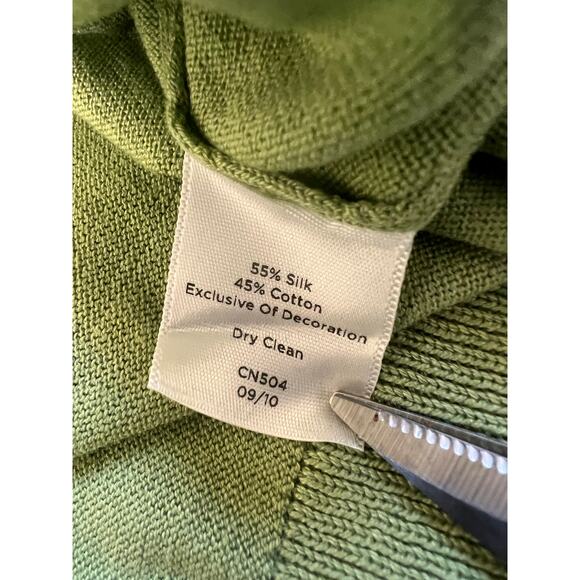 55% Silk
45% Cotton
Exclusive Of Decoration
Dry Clean
CN504
09/10